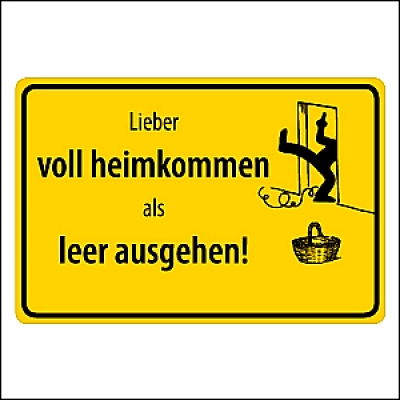 Lieber
voll heimkommen
als
leer ausgehen!